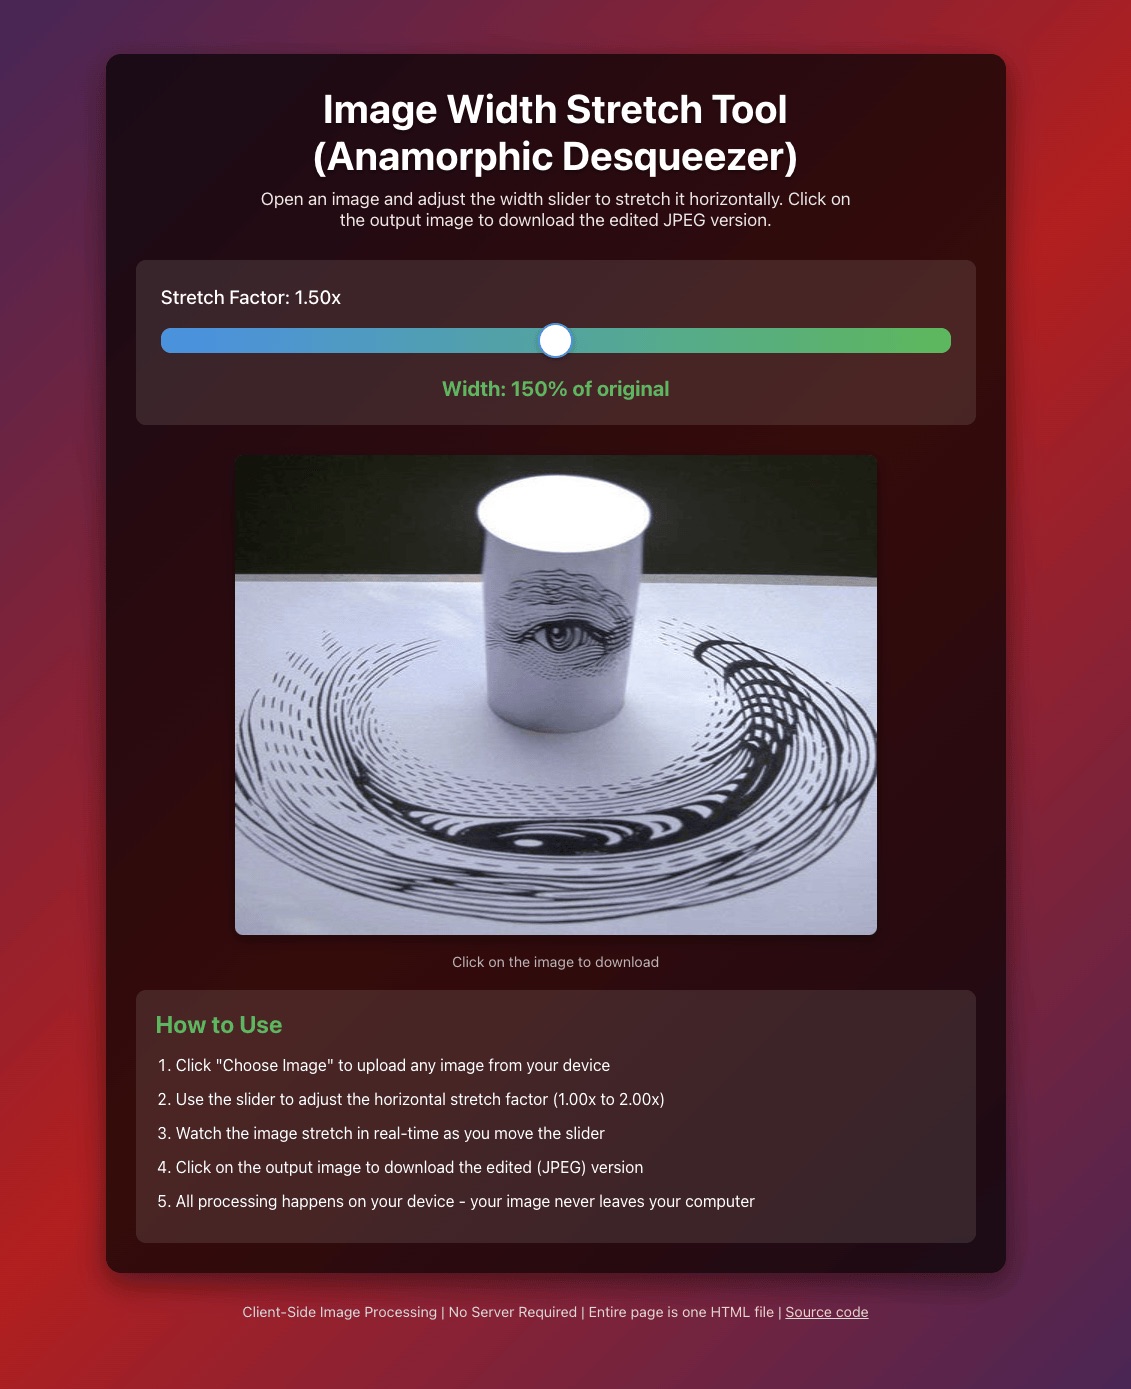 Image Width Stretch Tool
(Anamorphic Desqueezer)
Open an image and adjust the width slider to stretch it horizontally. Click on
the output image to download the edited JPEG version.
Stretch Factor: 1.50x
Width: 150% of original
Click on the image to download
How to Use
1. Click "Choose Image" to upload any image from your device
2. Use the slider to adjust the horizontal stretch factor (1.00x to 2.00x)
3. Watch the image stretch in real-time as you move the slider
4. Click on the output image to download the edited (JPEG) version
5. All processing happens on your device - your image never leaves your computer
Client-Side Image Processing | No Server Required | Entire page is one HTML file | Source code